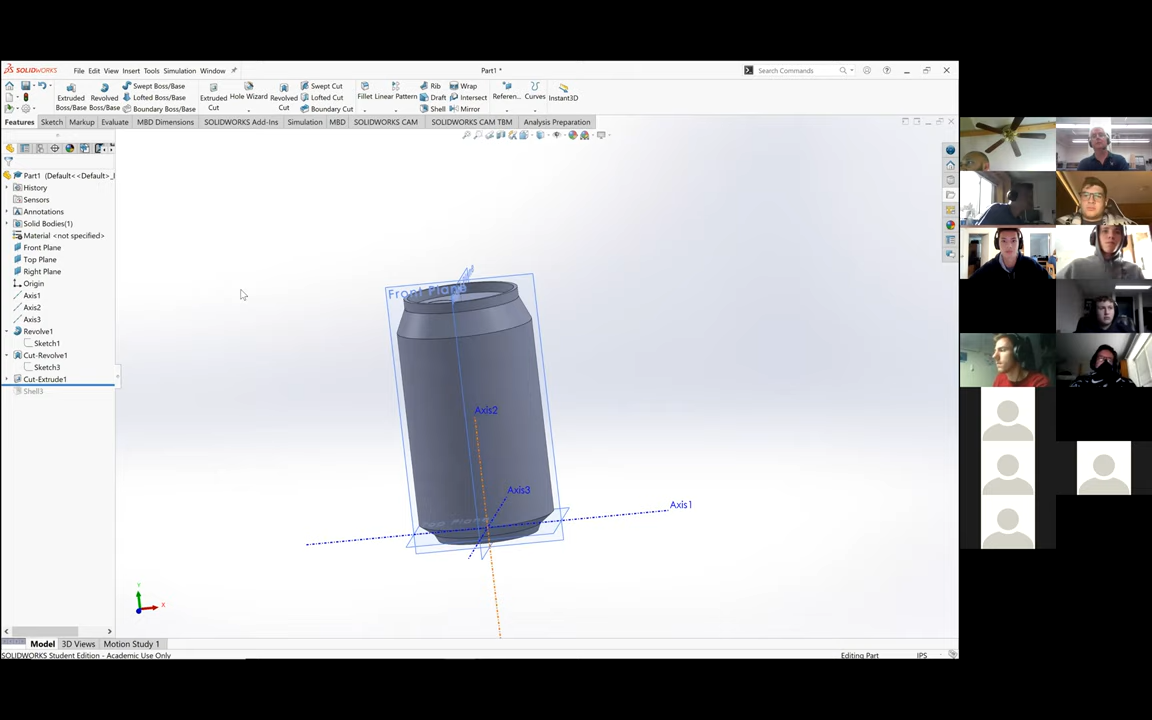 SOLIDWORKS File Edit View Insert Tools Simulation Window Part1 * Search Commands
Extruded Boss/Base Revolved Boss/Base Swept Boss/Base Lofted Boss/Base Boundary Boss/Base Extruded Cut Hole Wizard Revolved Cut Swept Cut Lofted Cut Boundary Cut Fillet Linear Pattern Rib Draft Shell Wrap Intersect Mirror Referen... Curves Instant3D
Features Sketch Markup Evaluate MBD Dimensions SOLIDWORKS Add-Ins Simulation MBD SOLIDWORKS CAM SOLIDWORKS CAM TBM Analysis Preparation
Part1 (Default<<Default>_
History
Sensors
Annotations
Solid Bodies(1)
Material <not specified>
Front Plane
Top Plane
Right Plane
Origin
Axis1
Axis2
Axis3
Revolve1
Sketch1
Cut-Revolve1
Sketch3
Cut-Extrude1
Shell3
Front Plane
Axis2
Axis3
Axis1
Y
X
Model 3D Views Motion Study 1
SOLIDWORKS Student Edition - Academic Use Only Editing Part IPS